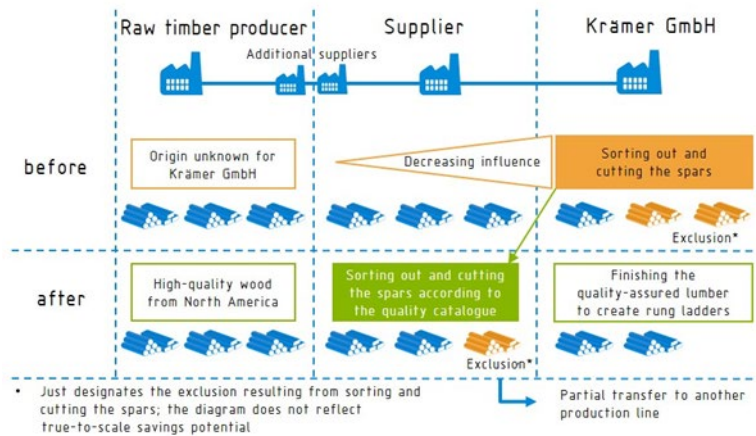 Raw timber producer
Supplier
Krämer GmbH
Additional suppliers
before
Origin unknown for
Krämer GmbH
Decreasing influence
Sorting out and
cutting the spars
Exclusion*
after
High-quality wood
from North America
Sorting out and cutting
the spars according to
the quality catalogue
Finishing the
quality-assured lumber
to create rung ladders
Exclusion*
• Just designates the exclusion resulting from sorting and
cutting the spars; the diagram does not reflect
true-to-scale savings potential
Partial transfer to another
production line